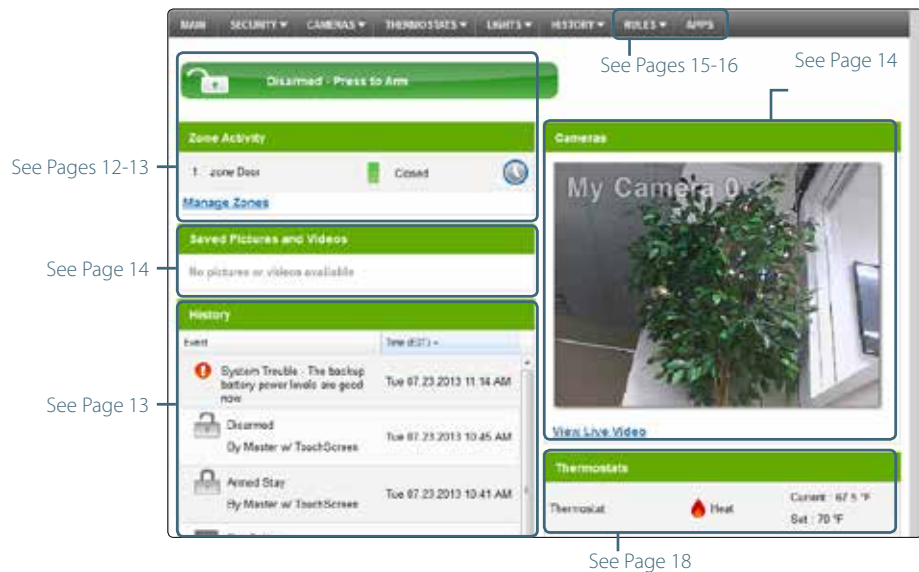 MAIN SECURITY CAMERAS THERMOSTATS LIGHTS HISTORY RULES APPS
See Pages 15-16
See Page 14
Disarmed - Press to Arm
Zone Activity
Cameras
See Pages 12-13
1 zone Door Closed
My Camera
Manage Zones
Saved Pictures and Videos
See Page 14
No pictures or videos available
History
Event Time (EST)
System Trouble - The backup
battery power levels are good
now
Tue 07.23.2013 11:14 AM
See Page 13
Disarmed
By Master w/ TouchScreen
Tue 07.23.2013 10:45 AM
View Live Video
Armed Stay
By Master w/ TouchScreen
Tue 07.23.2013 10:41 AM
Thermostats
Thermostat Heat
Current : 67.5 °F
Set : 70 °F
See Page 18